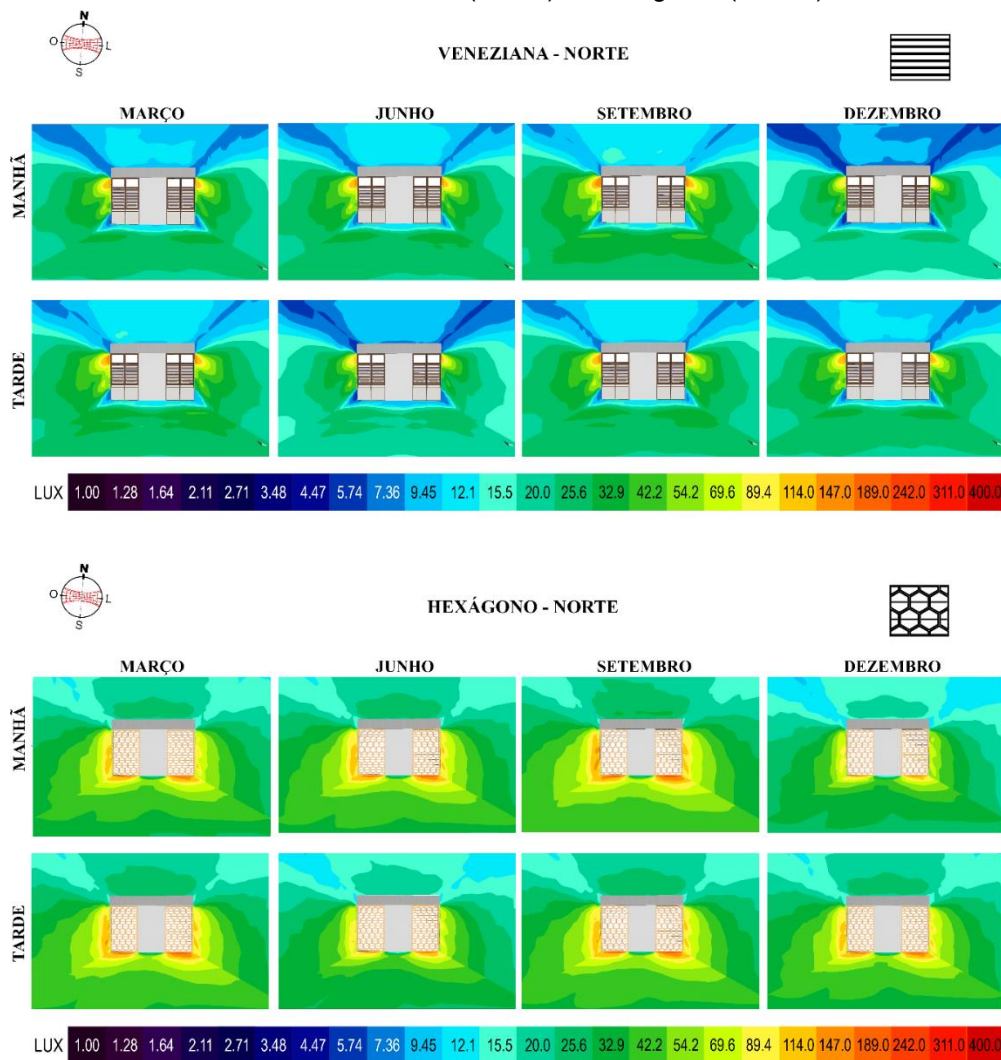 N
O
L
S
VENEZIANA - NORTE
MARÇO JUNHO SETEMBRO DEZEMBRO
MANHÃ
TARDE
LUX 1.00 1.28 1.64 2.11 2.71 3.48 4.47 5.74 7.36 9.45 12.1 15.5 20.0 25.6 32.9 42.2 54.2 69.6 89.4 114.0 147.0 189.0 242.0 311.0 400.0
N
O
L
S
HEXÁGONO - NORTE
MARÇO JUNHO SETEMBRO DEZEMBRO
MANHÃ
TARDE
LUX 1.00 1.28 1.64 2.11 2.71 3.48 4.47 5.74 7.36 9.45 12.1 15.5 20.0 25.6 32.9 42.2 54.2 69.6 89.4 114.0 147.0 189.0 242.0 311.0 400.0